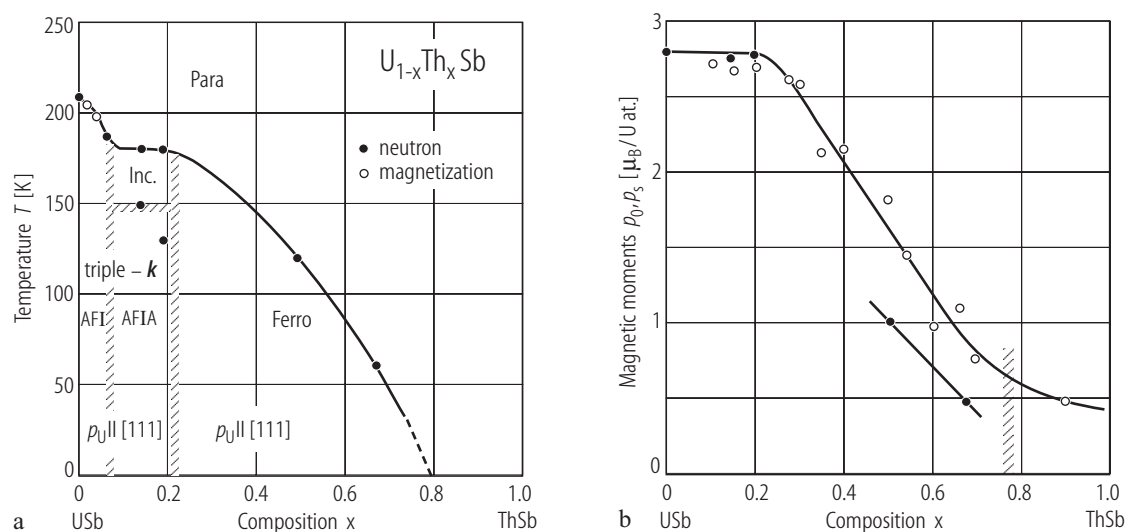 250
200
150
100
50
0
Temperature T [K]
U1-xThxSb
Para
● neutron
○ magnetization
Inc.
triple – k
AFI
AFIA
Ferro
pUII [111]
pUII [111]
0 0.2 0.4 0.6 0.8 1.0
USb Composition x ThSb
a
3
2
1
0
Magnetic moments p0,ps [μB/U at.]
0 0.2 0.4 0.6 0.8 1.0
USb Composition x ThSb
b